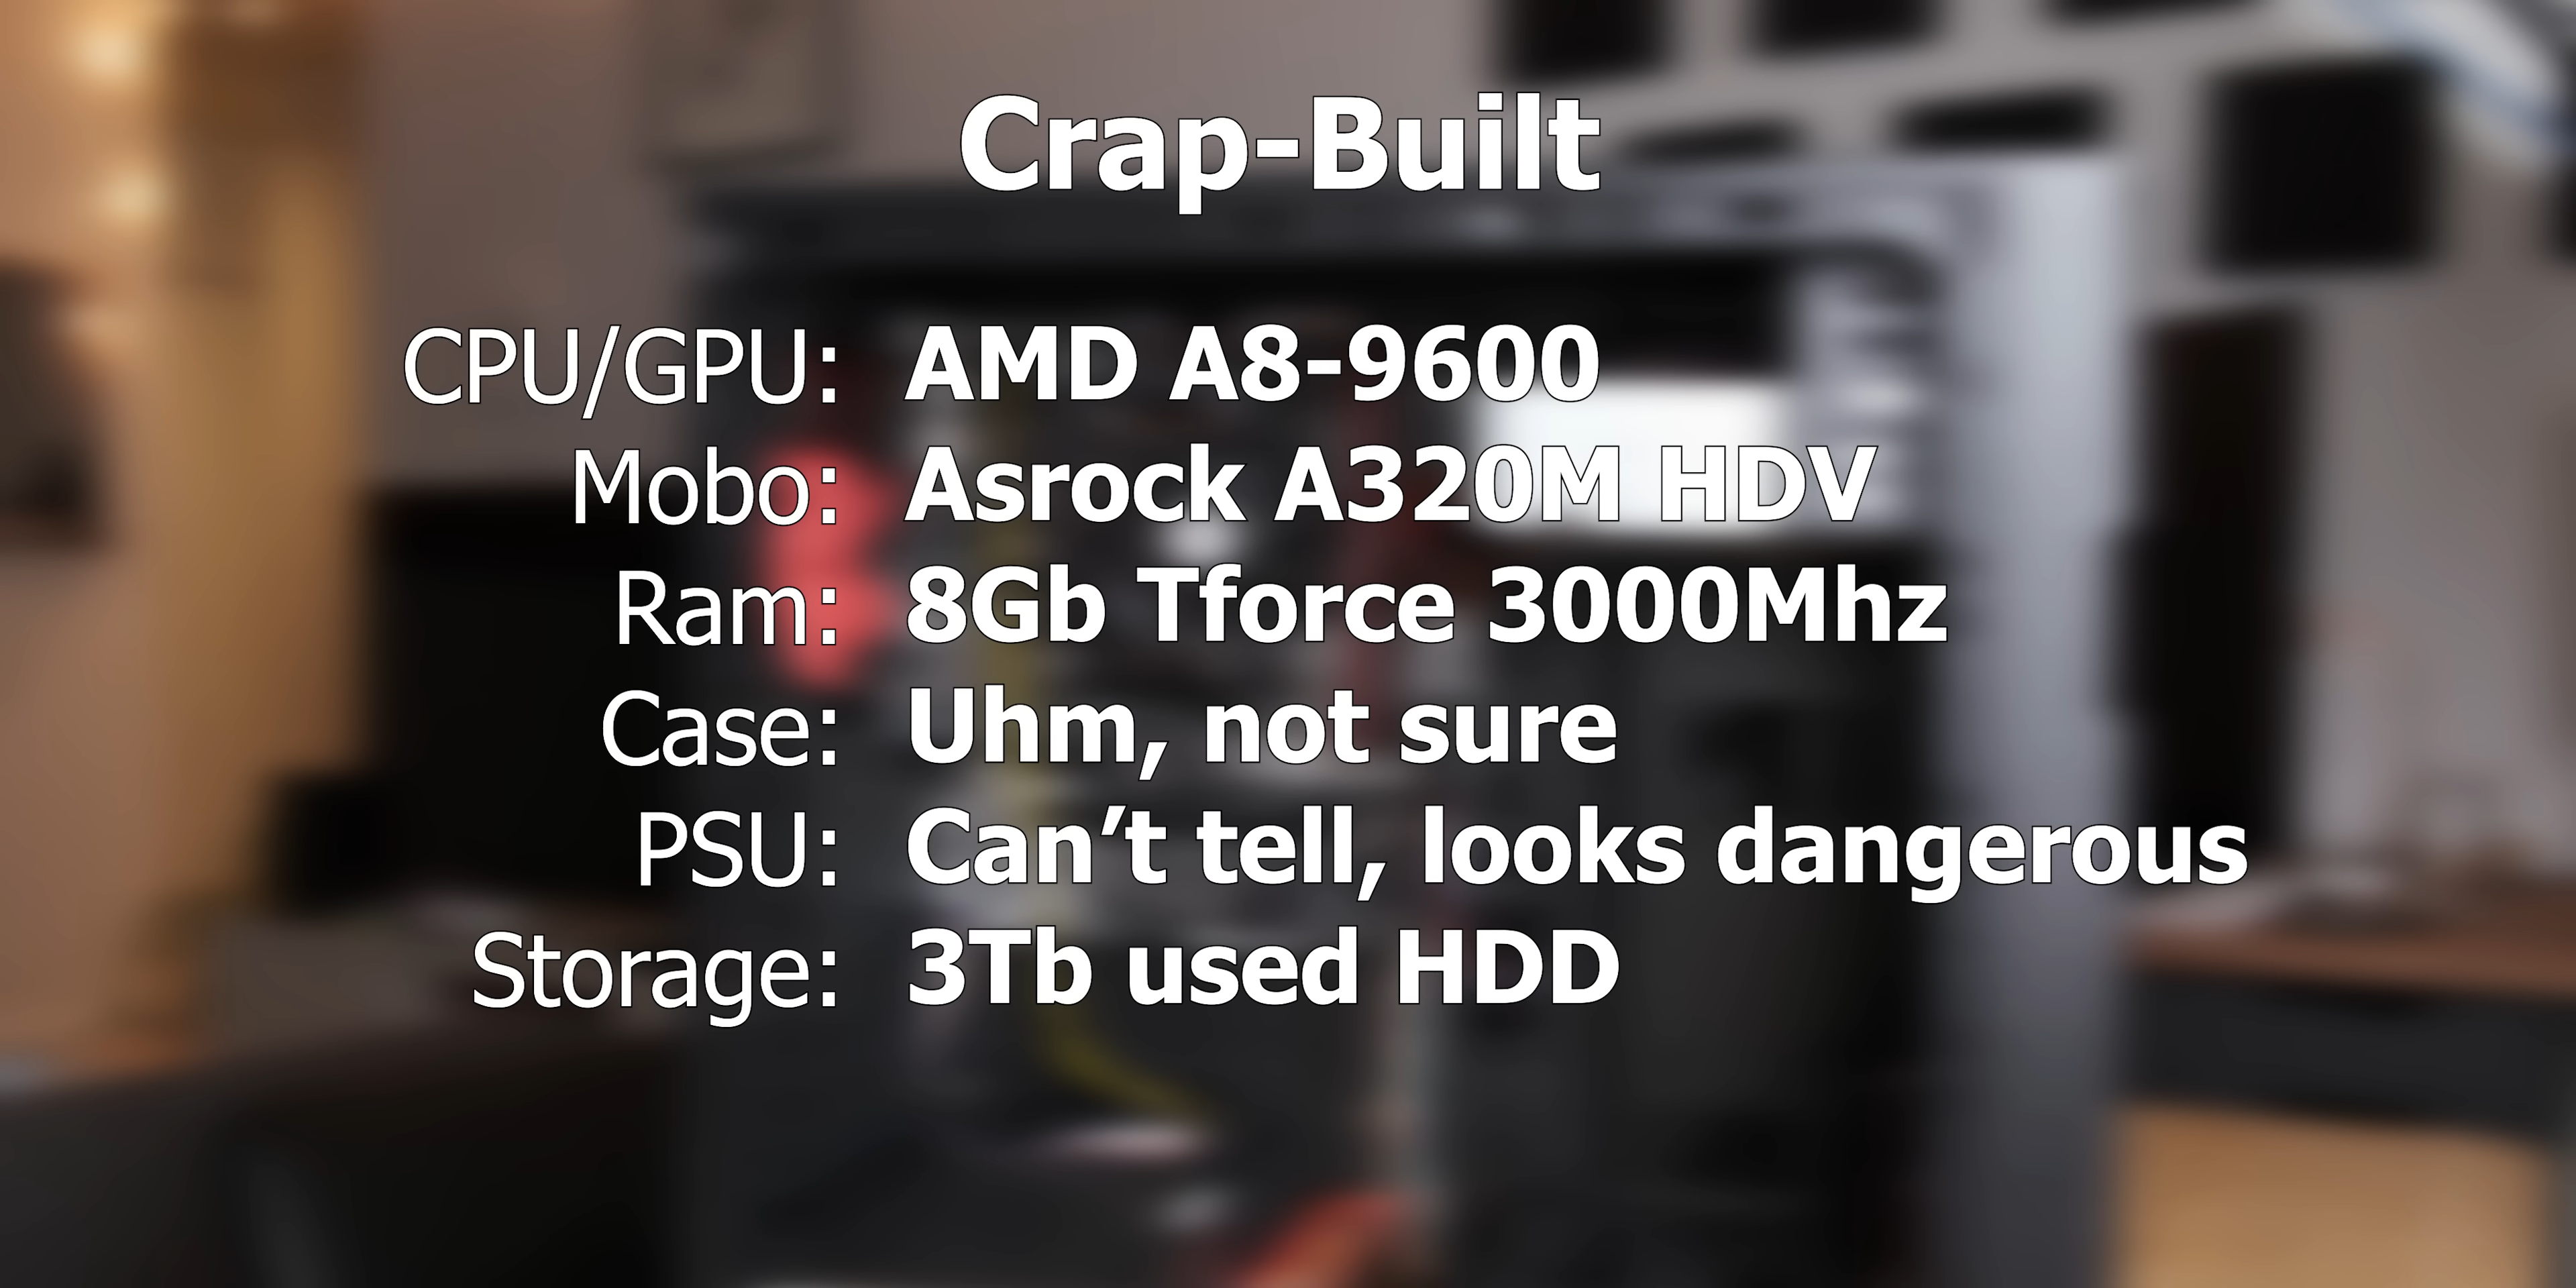 Crap-Built
CPU/GPU: AMD A8-9600
Mobo: Asrock A320M HDV
Ram: 8Gb Tforce 3000Mhz
Case: Uhm, not sure
PSU: Can’t tell, looks dangerous
Storage: 3Tb used HDD